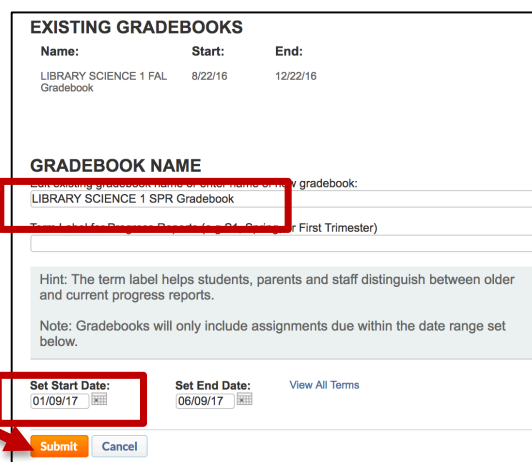 EXISTING GRADEBOOKS
Name: Start: End:
LIBRARY SCIENCE 1 FAL 8/22/16 12/22/16
Gradebook
GRADEBOOK NAME
Edit existing gradebook name or enter name of new gradebook:
LIBRARY SCIENCE 1 SPR Gradebook
Term Label for Progress Reports (e.g S1, Spring or First Trimester)
Hint: The term label helps students, parents and staff distinguish between older
and current progress reports.
Note: Gradebooks will only include assignments due within the date range set
below.
Set Start Date: Set End Date: View All Terms
01/09/17 06/09/17
Submit Cancel